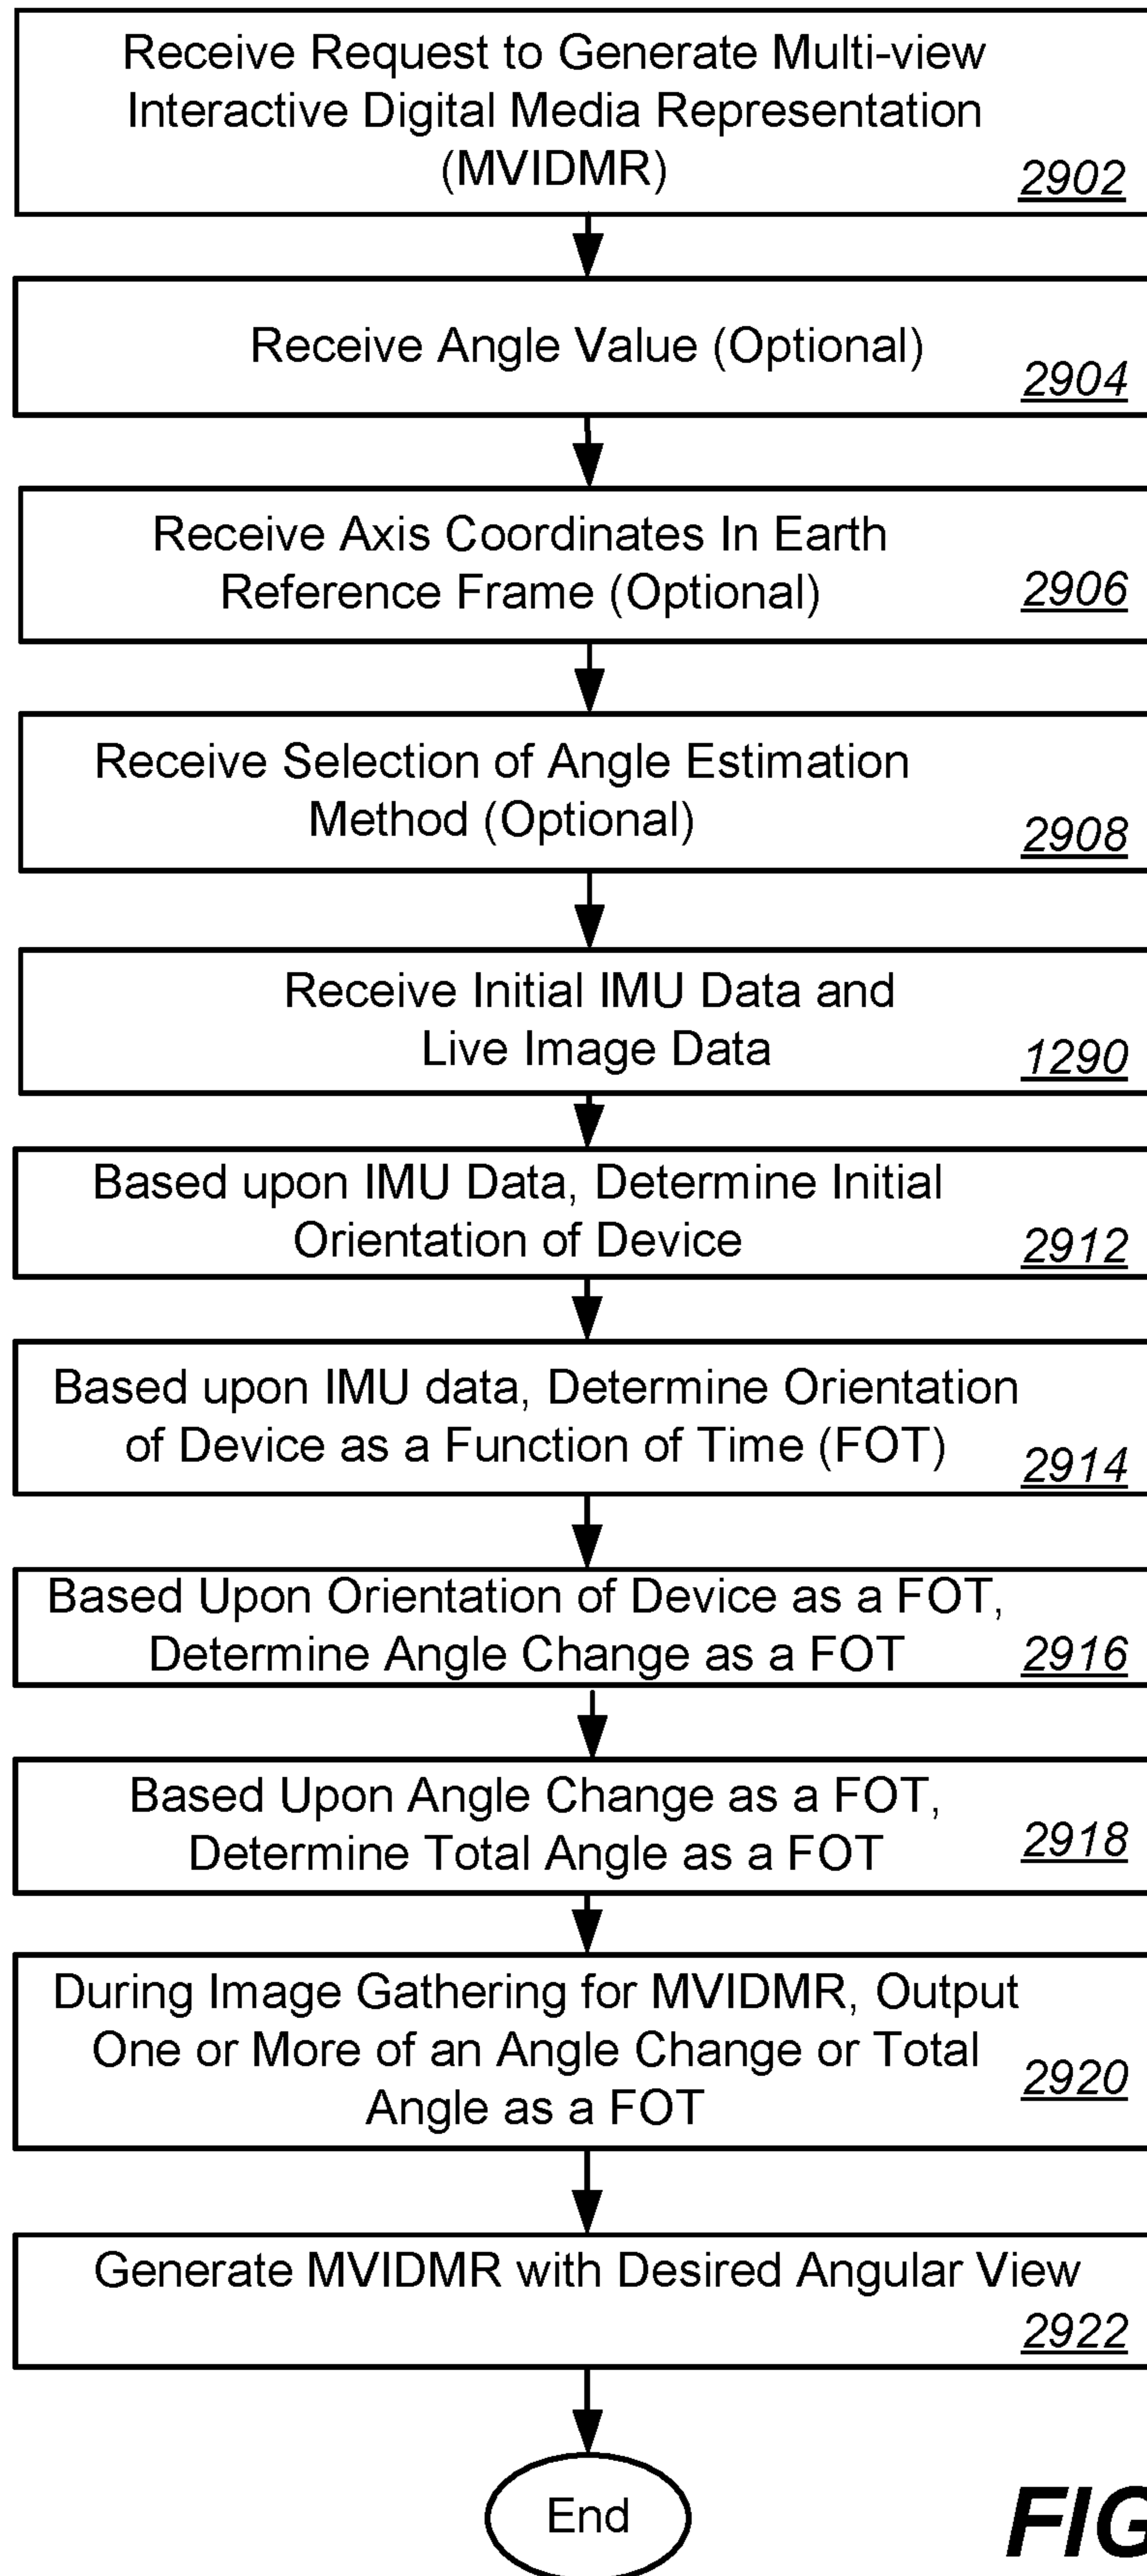 Receive Request to Generate Multi-view
Interactive Digital Media Representation
(MVIDMR)
2902
Receive Angle Value (Optional)
2904
Receive Axis Coordinates In Earth
Reference Frame (Optional)
2906
Receive Selection of Angle Estimation
Method (Optional)
2908
Receive Initial IMU Data and
Live Image Data
1290
Based upon IMU Data, Determine Initial
Orientation of Device
2912
Based upon IMU data, Determine Orientation
of Device as a Function of Time (FOT)
2914
Based Upon Orientation of Device as a FOT,
Determine Angle Change as a FOT
2916
Based Upon Angle Change as a FOT,
Determine Total Angle as a FOT
2918
During Image Gathering for MVIDMR, Output
One or More of an Angle Change or Total
Angle as a FOT
2920
Generate MVIDMR with Desired Angular View
2922
End
FIG